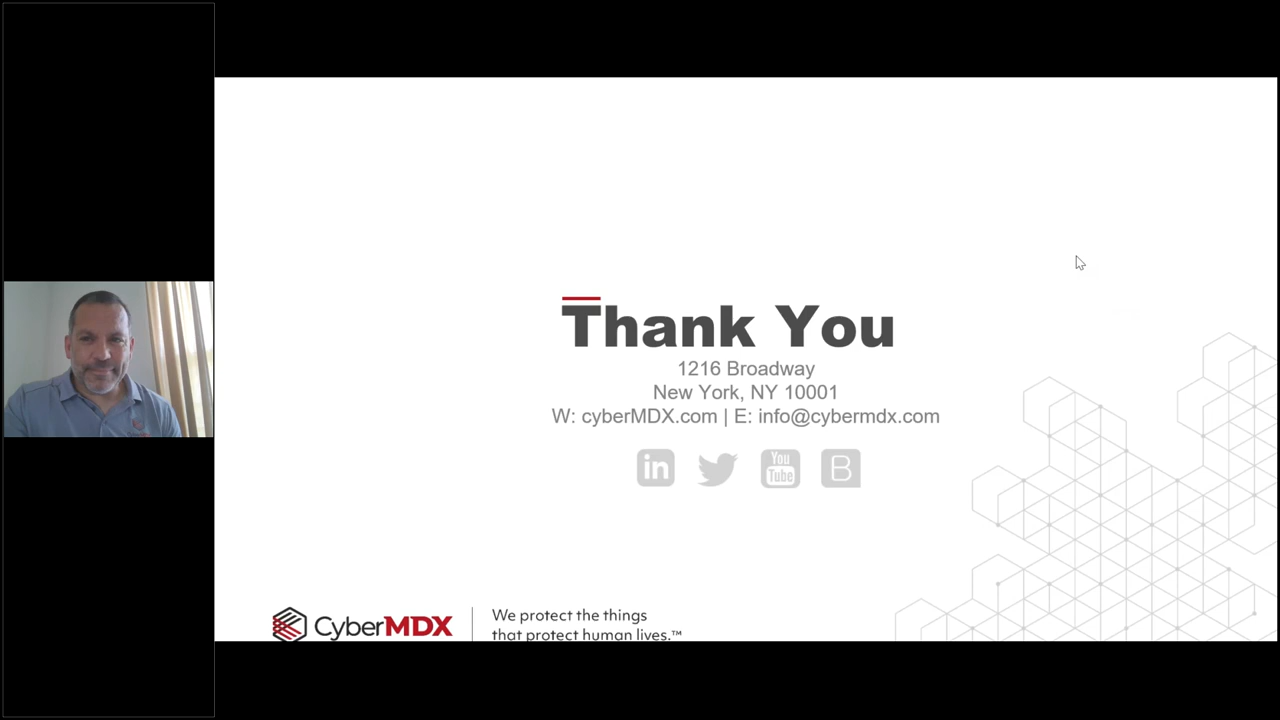 Thank You
1216 Broadway
New York, NY 10001
W: cyberMDX.com | E: info@cybermdx.com
in
You
Tube
B
CyberMDX
We protect the things
that protect human lives.™